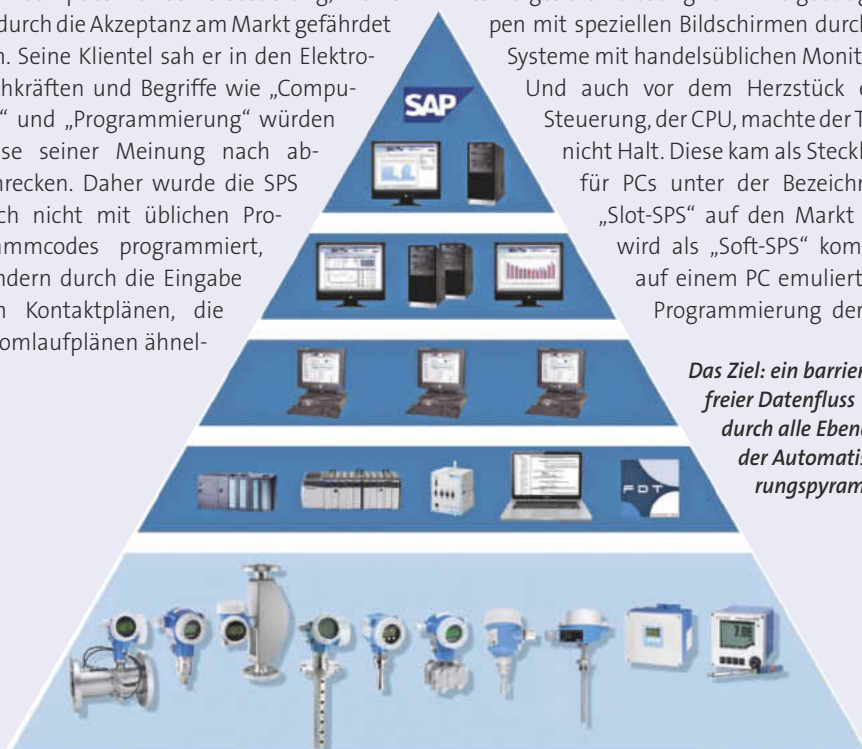 durch die Akzeptanz am Markt gefährdet
n. Seine Klientel sah er in den Elektro-
hkräften und Begriffe wie „Compu-
“ und „Programmierung“ würden
se seiner Meinung nach ab-
hrecken. Daher wurde die SPS
ch nicht mit üblichen Pro-
ammcodes programmiert,
ndern durch die Eingabe
n Kontaktplänen, die
omlaufplänen ähnel-
pen mit speziellen Bildschirmen durch
Systeme mit handelsüblichen Monit
Und auch vor dem Herzstück e
Steuerung, der CPU, machte der T
nicht Halt. Diese kam als Steckk
für PCs unter der Bezeichn
„Slot-SPS“ auf den Markt
wird als „Soft-SPS“ kom
auf einem PC emuliert
Programmierung der
Das Ziel: ein barrier
freier Datenfluss
durch alle Eben
der Automatis
rungspyram
SAP
FDT